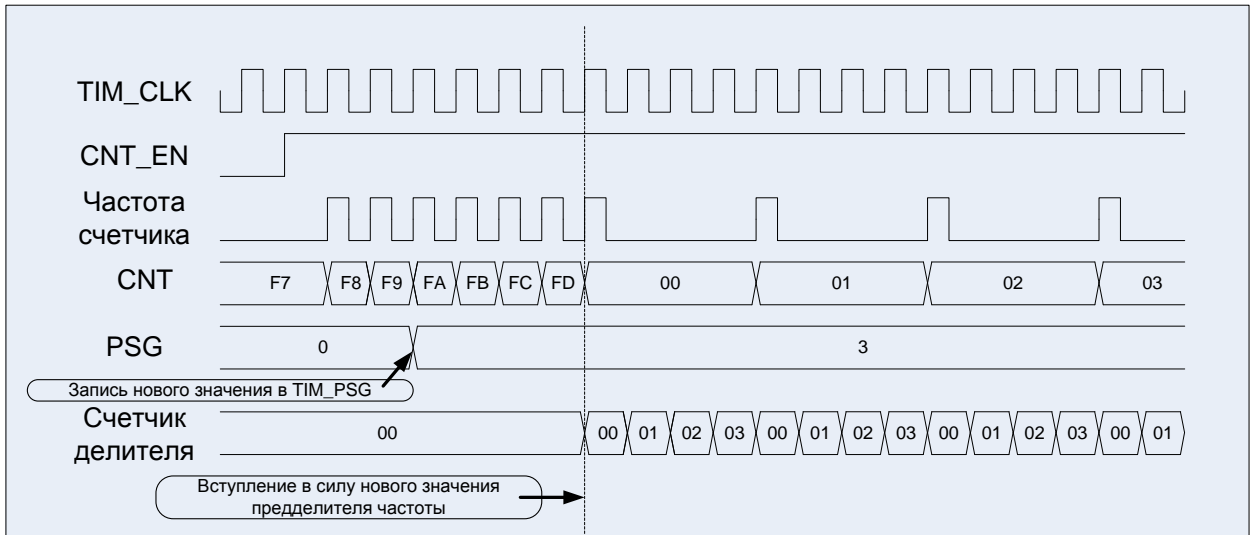 TIM_CLK
CNT_EN
Частота
счетчика
CNT
F7 F8 F9 FA FB FC FD 00 01 02 03
PSG
0 3
Запись нового значения в TIM_PSG
Счетчик
делителя
00 00 01 02 03 00 01 02 03 00 01 02 03 00 01
Вступление в силу нового значения
предделителя частоты